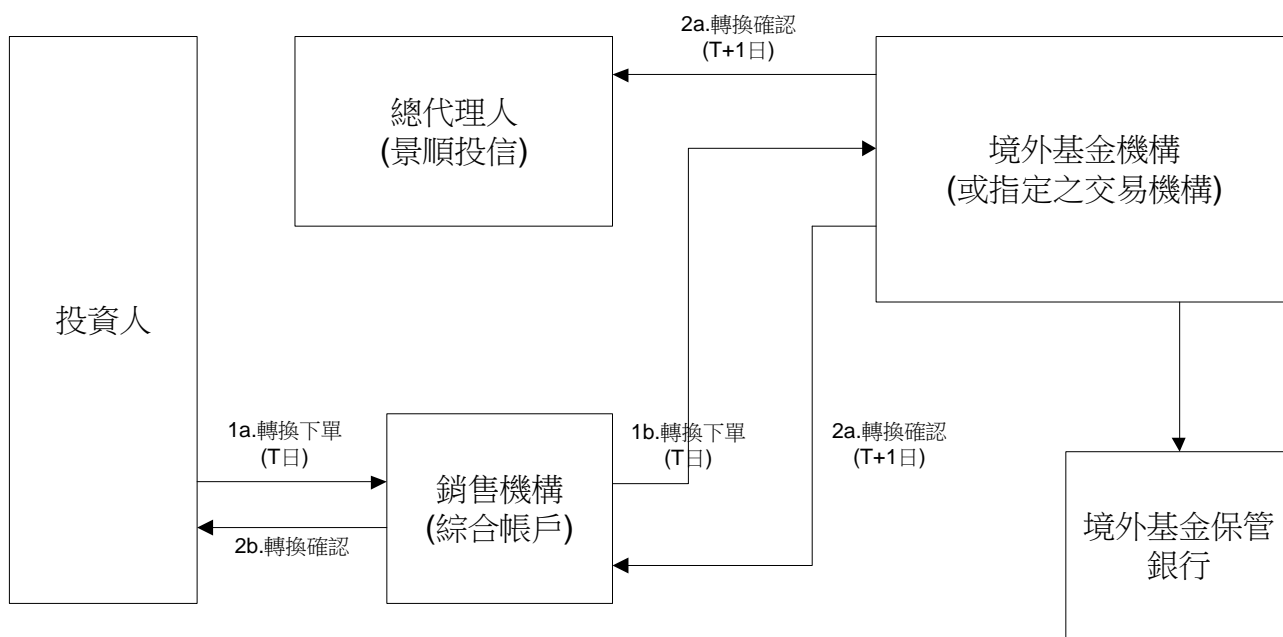 2a.轉換確認
(T+1日)
總代理人
(景順投信)
境外基金機構
(或指定之交易機構)
投資人
1a.轉換下單
(T日)
1b.轉換下單
(T日)
2a.轉換確認
(T+1日)
銷售機構
(綜合帳戶)
2b.轉換確認
境外基金保管
銀行